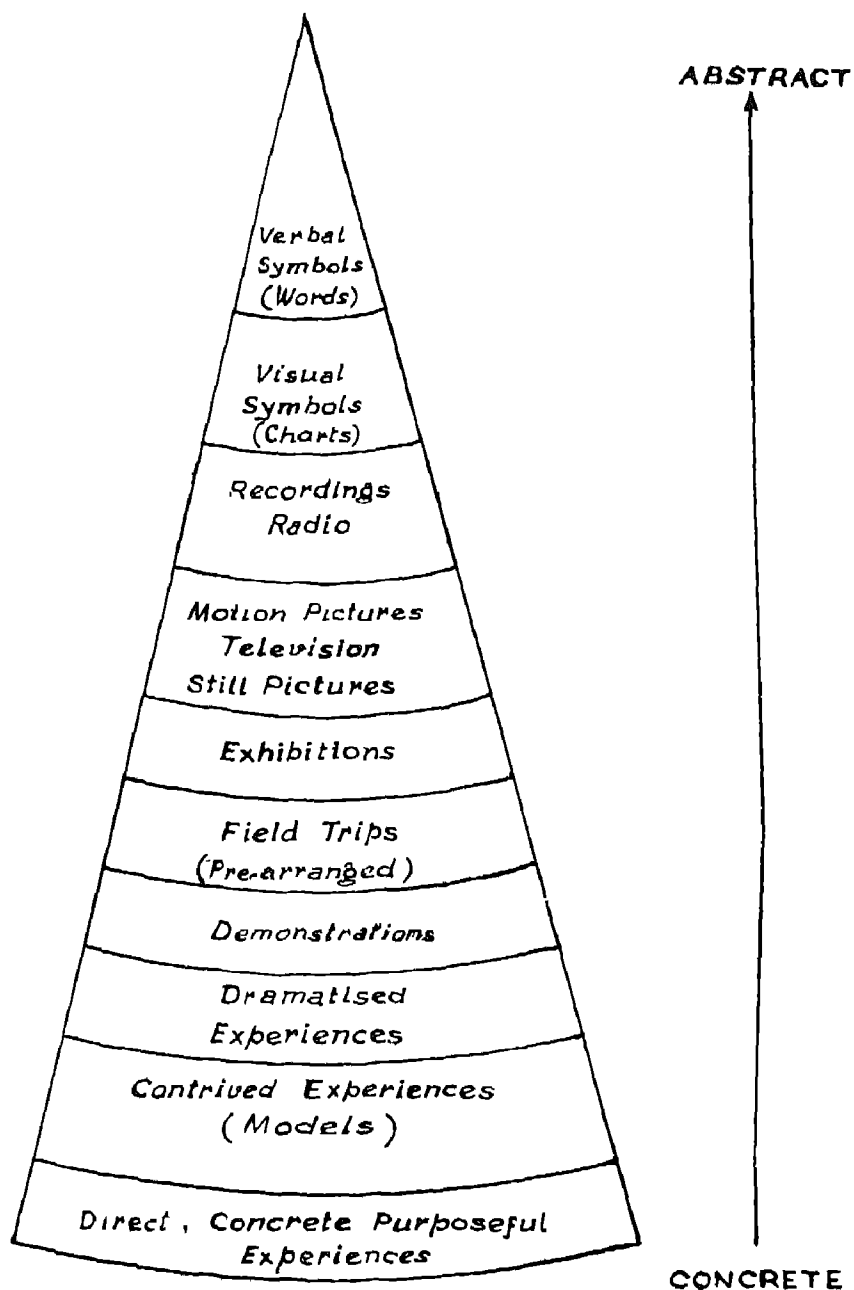 ABSTRACT
Verbal
Symbols
(Words)
Visual
Symbols
(Charts)
Recordings
Radio
Motion Pictures
Television
Still Pictures
Exhibitions
Field Trips
(Pre-arranged)
Demonstrations
Dramatised
Experiences
Contrived Experiences
(Models)
Direct, Concrete Purposeful
Experiences
CONCRETE